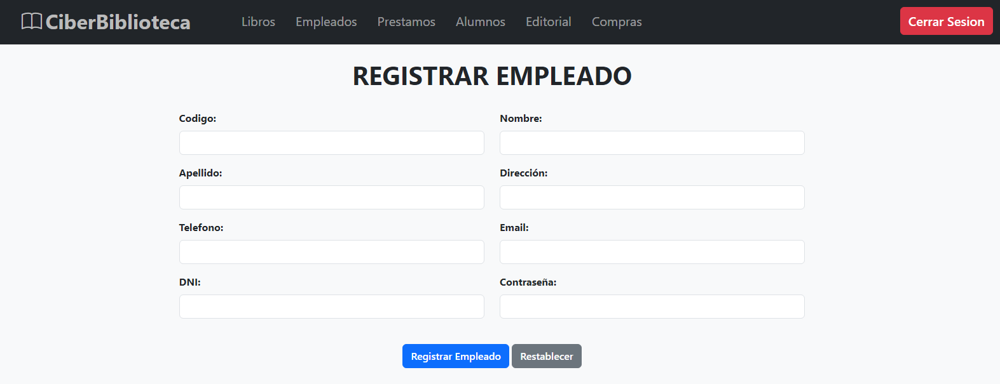 CiberBiblioteca Libros Empleados Prestamos Alumnos Editorial Compras Cerrar Sesion
REGISTRAR EMPLEADO
Codigo: Nombre:
Apellido: Dirección:
Telefono: Email:
DNI: Contraseña:
Registrar Empleado Restablecer